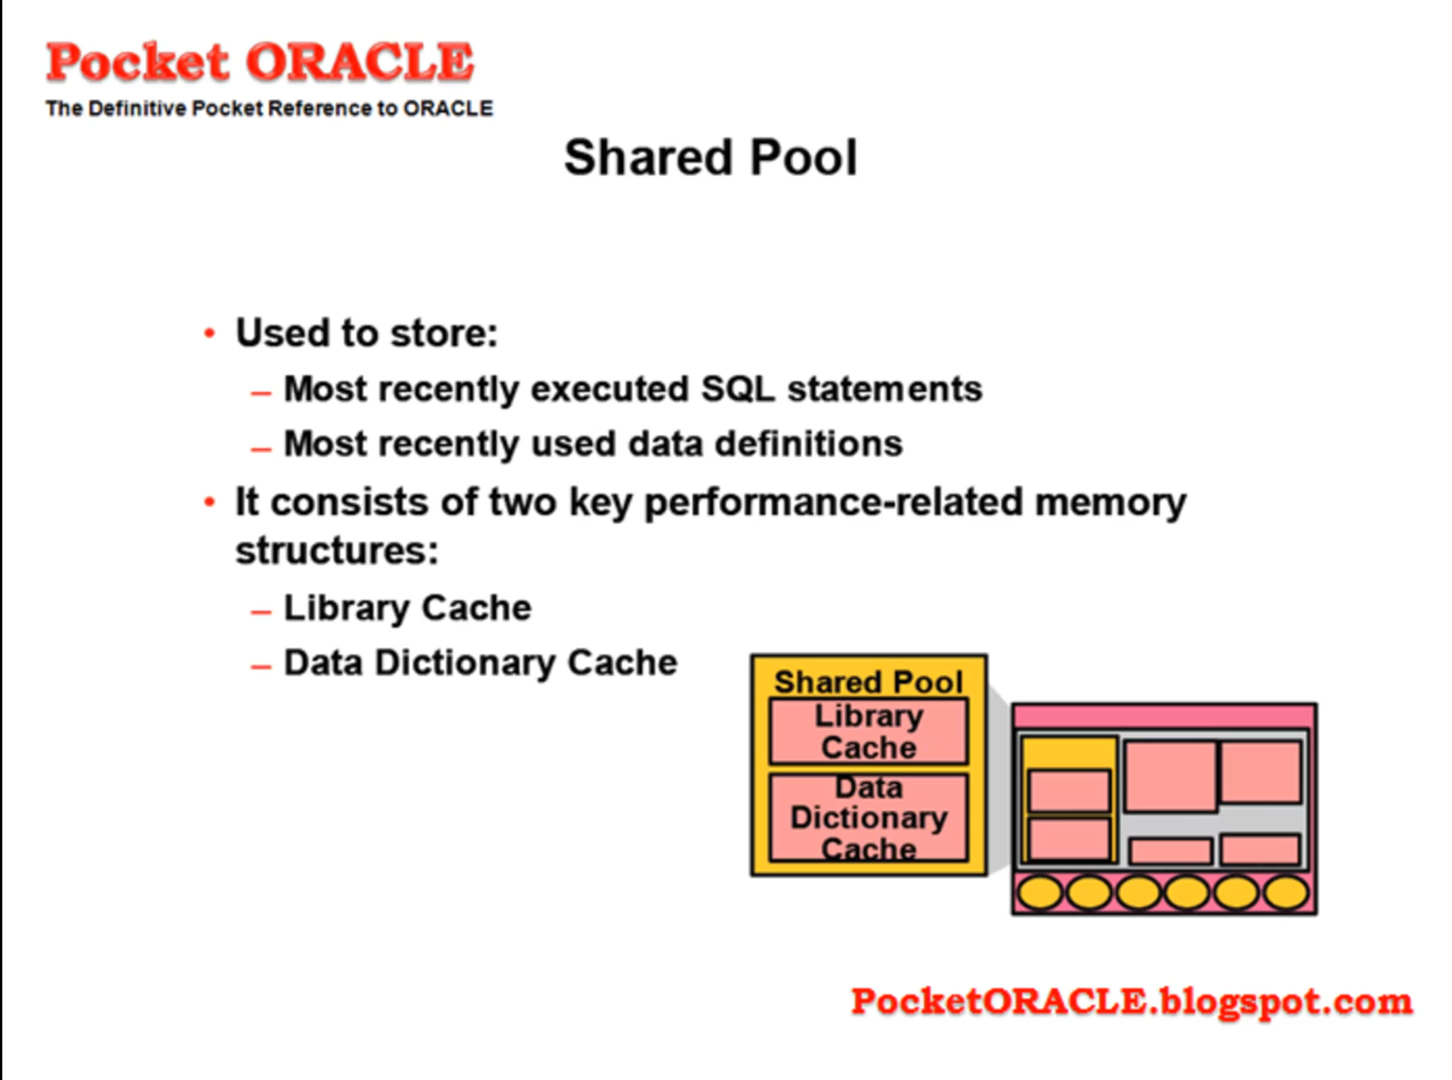 Pocket ORACLE
The Definitive Pocket Reference to ORACLE
Shared Pool
• Used to store:
– Most recently executed SQL statements
– Most recently used data definitions
• It consists of two key performance-related memory
structures:
– Library Cache
– Data Dictionary Cache
Shared Pool
Library
Cache
Data
Dictionary
Cache
PocketORACLE.blogspot.com